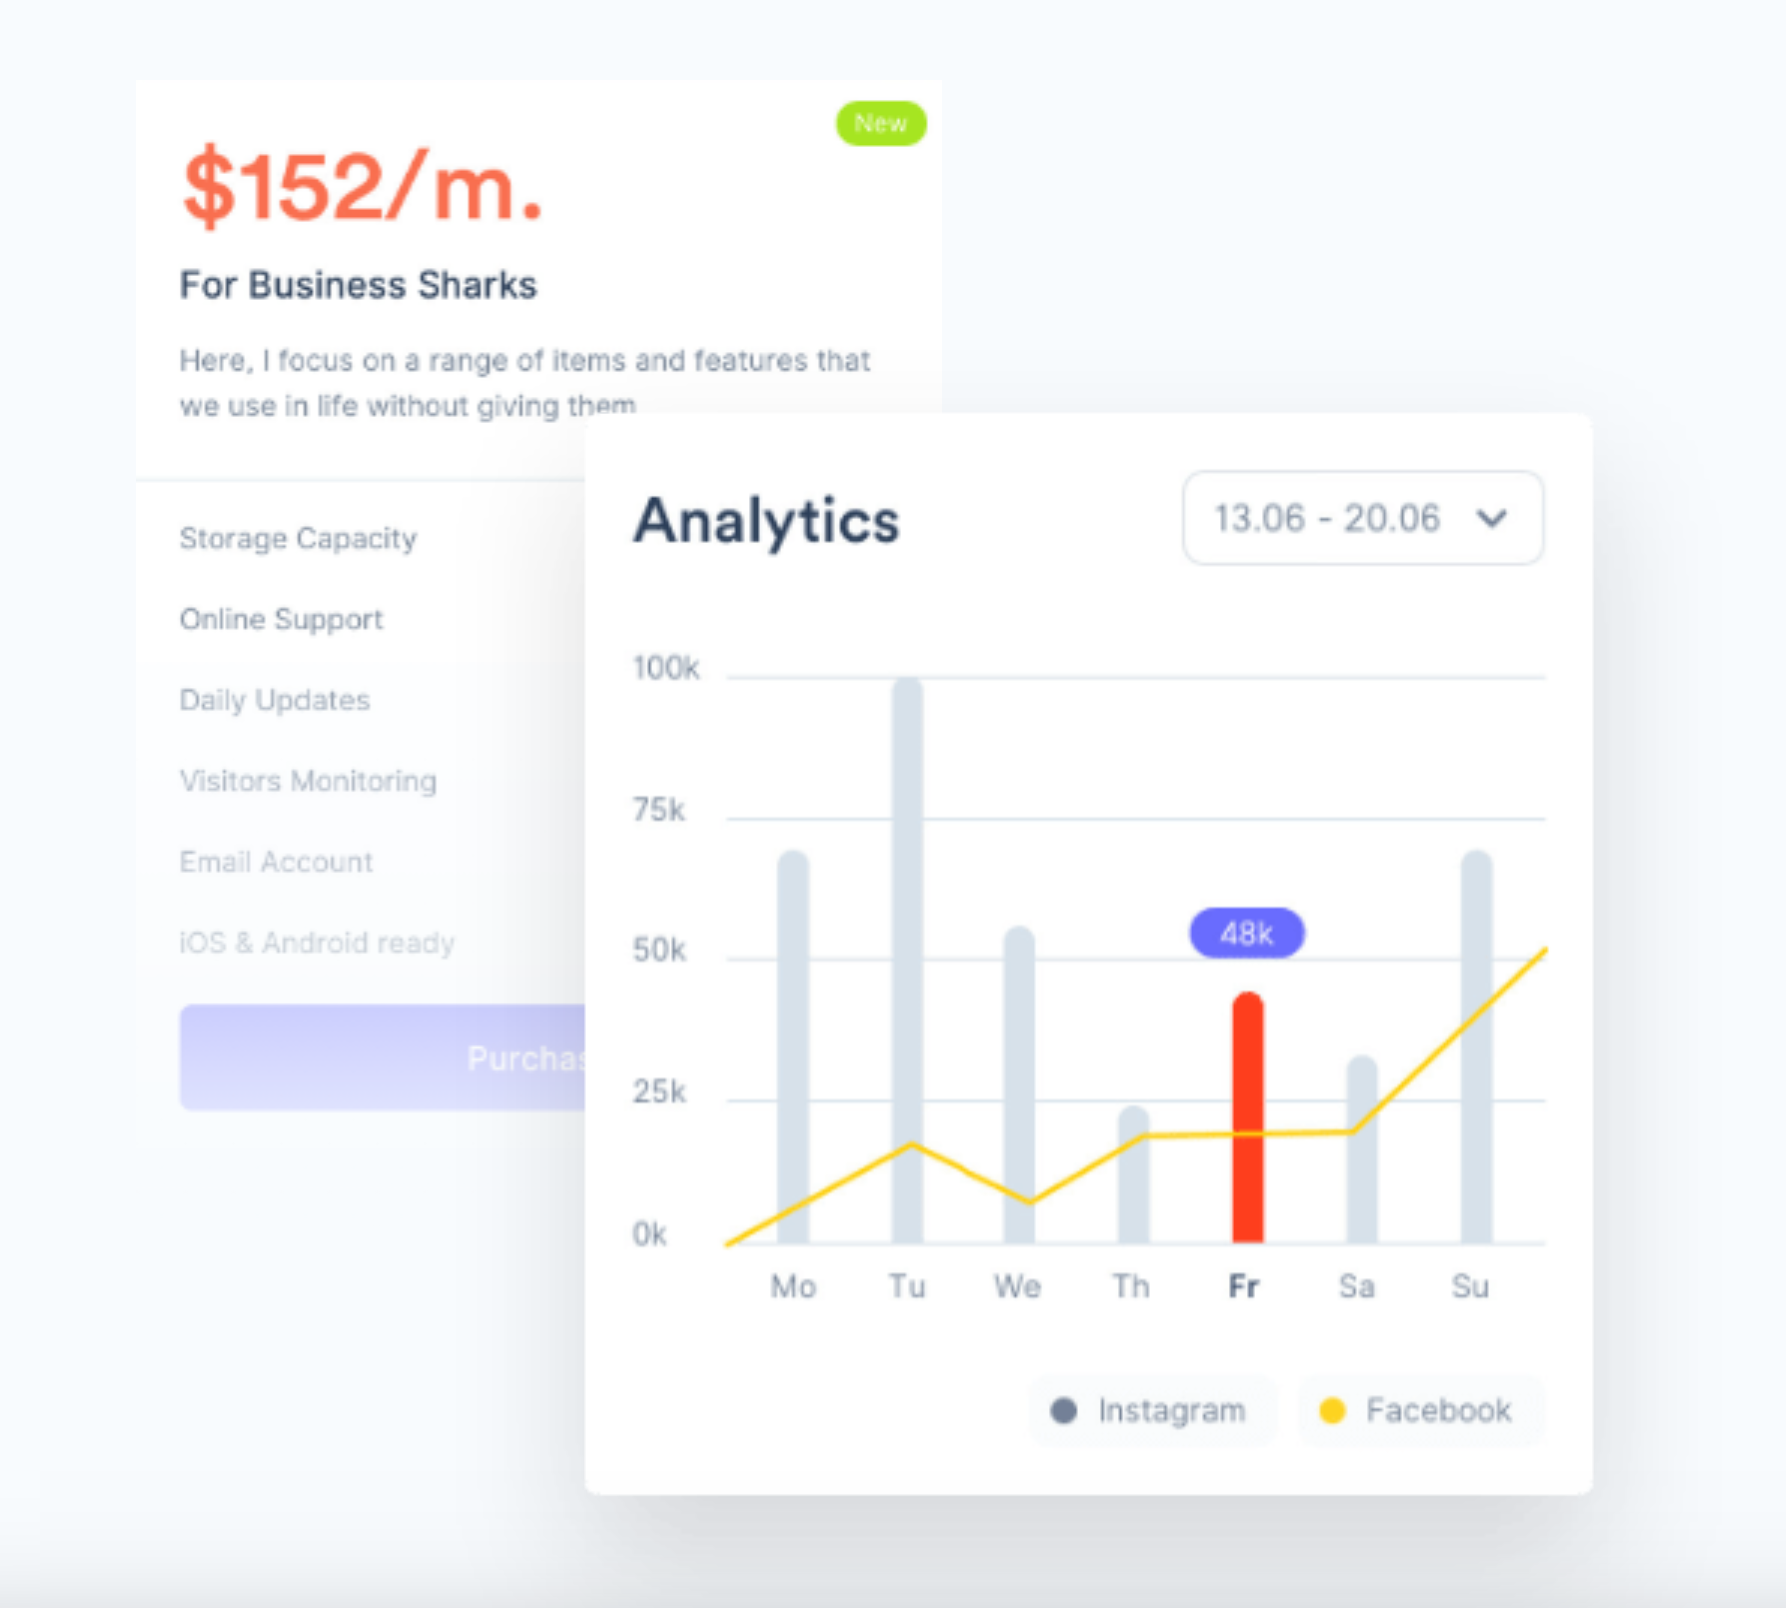 New
$152/m.
For Business Sharks
Here, I focus on a range of items and features that
we use in life without giving them
Storage Capacity
Online Support
Daily Updates
Visitors Monitoring
Email Account
iOS & Android ready
Purchas
Analytics
13.06 - 20.06
100k
75k
50k
25k
0k
48k
Mo Tu We Th Fr Sa Su
Instagram Facebook